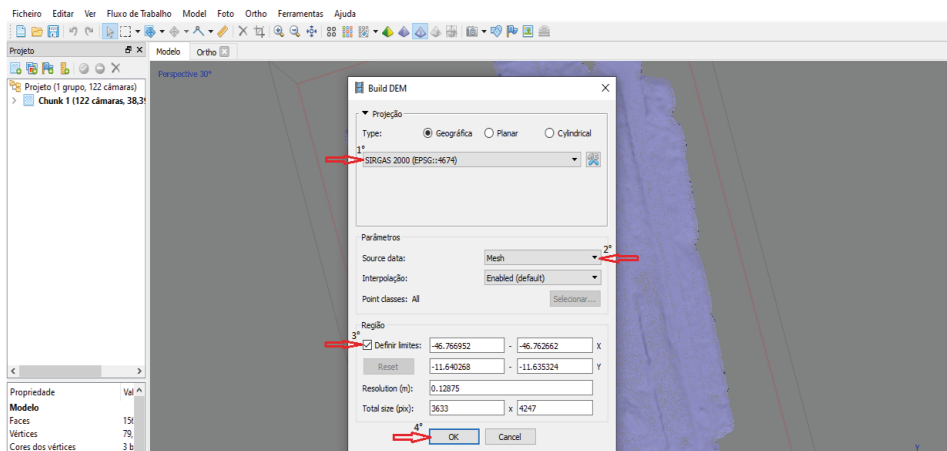 Ficheiro Editar Ver Fluxo de Trabalho Model Foto Ortho Ferramentas Ajuda
Projeto
Modelo Ortho
Perspective 30°
Projeto (1 grupo, 122 câmaras)
Chunk 1 (122 câmaras, 38,3
Build DEM
Projeção
Type: Geográfica Planar Cylindrical
1°
SIRGAS 2000 (EPSG::4674)
Parâmetros
2°
Source data: Mesh
Interpolação: Enabled (default)
Point classes: All Selecionar...
Região
3°
Definir limites: -46.766952 - -46.762662 X
Reset -11.640268 - -11.635324 Y
Resolution (m): 0.12875
Total size (pix): 3633 x 4247
4°
OK Cancel
Propriedade Val
Modelo
Faces 15
Vértices 79,
Cores dos vértices 3 b
Y